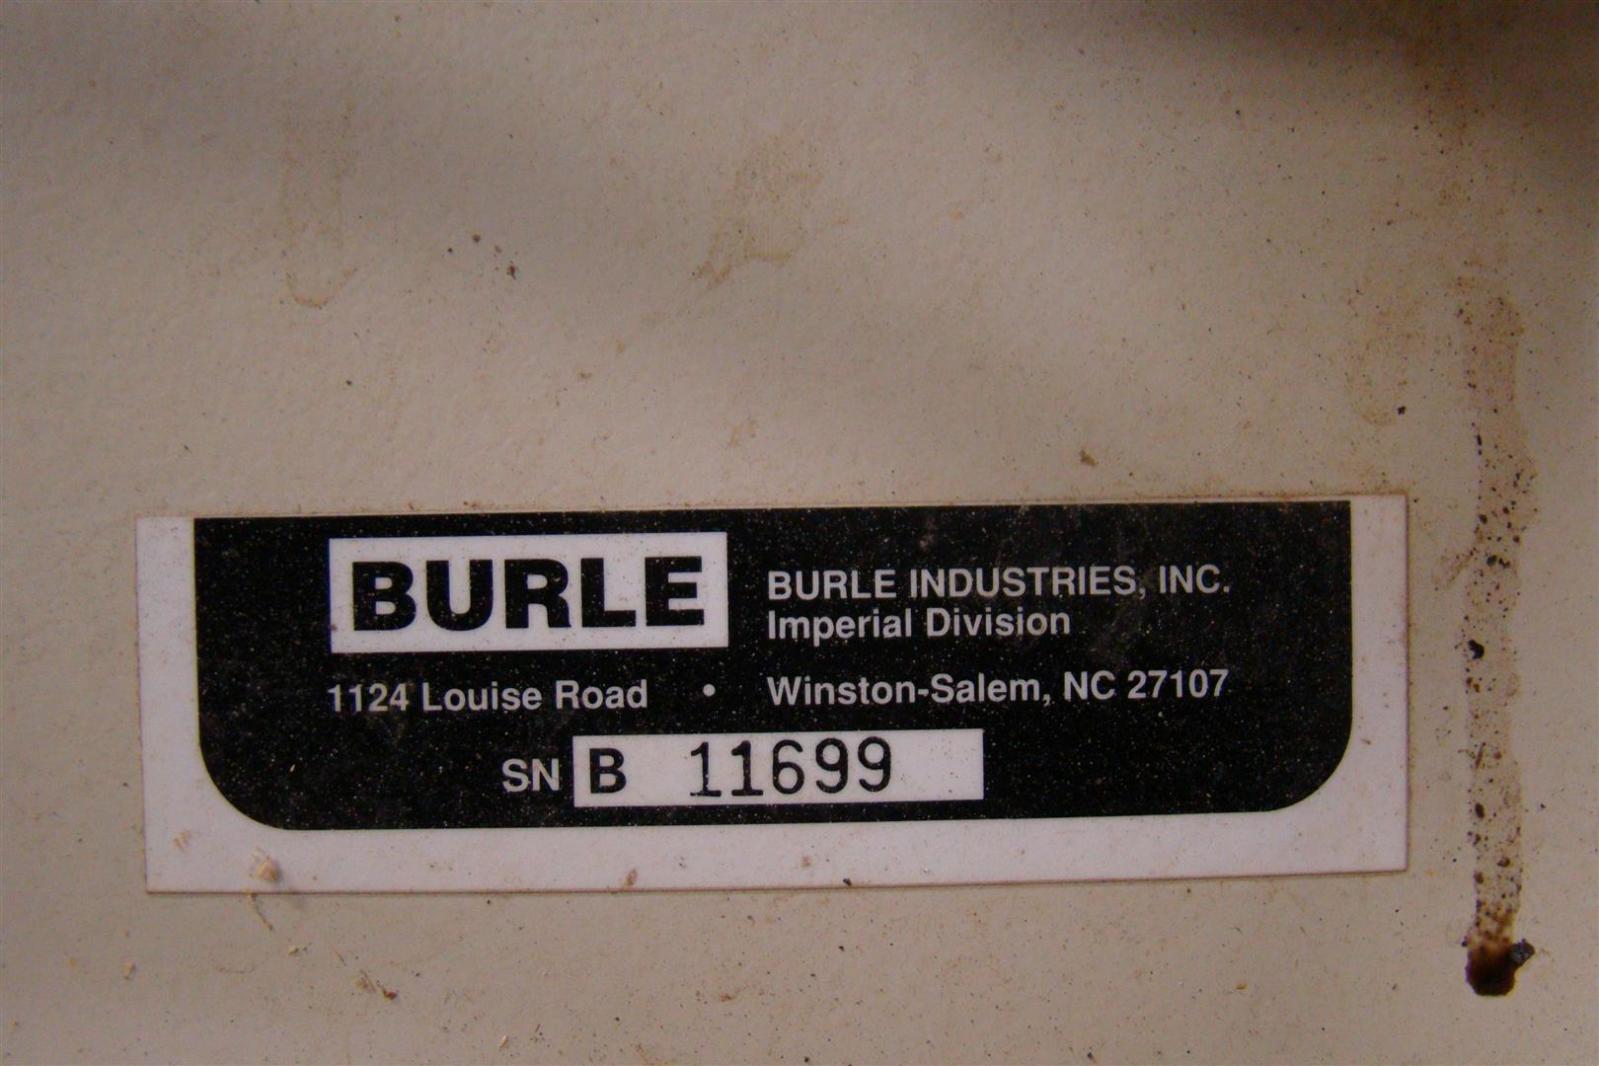 BURLE
BURLE INDUSTRIES, INC.
Imperial Division
1124 Louise Road • Winston-Salem, NC 27107
SN B 11699